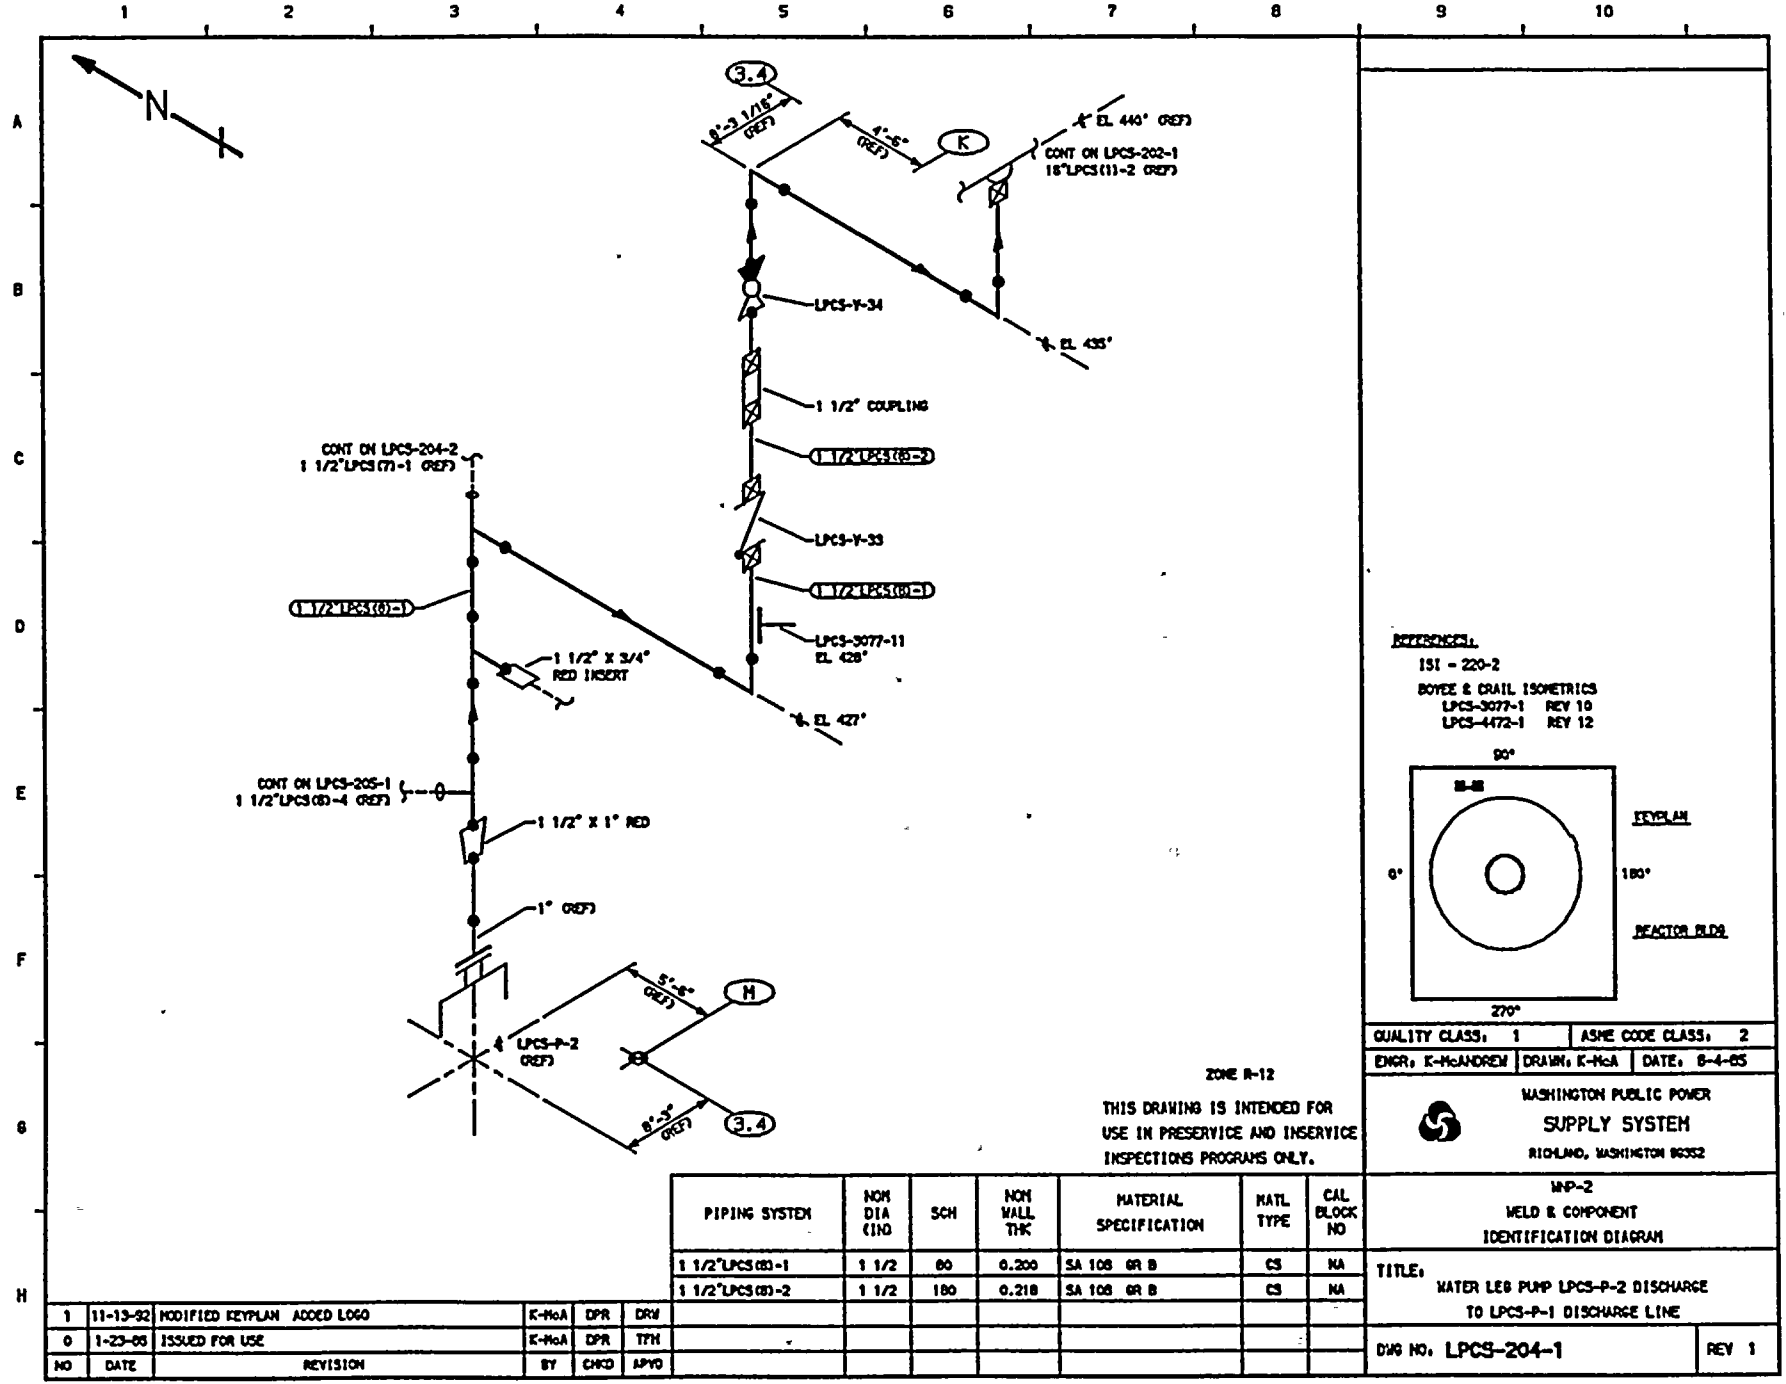 1 2 3 4 5 6 7 8 9 10
A
B
C
D
E
F
G
H
N
3.4
8'-3 1/16"
(REF)
4'-6"
(REF)
K
℄ EL 440' (REF)
CONT ON LPCS-202-1
16"LPCS(1)-2 (REF)
LPCS-V-34
℄ EL 435'
1 1/2" COUPLING
1 1/2"LPCS(8)-2
CONT ON LPCS-204-2
1 1/2"LPCS(7)-1 (REF)
LPCS-V-33
1 1/2"LPCS(8)-1
1 1/2"LPCS(8)-1
LPCS-3077-11
EL 428'
1 1/2" X 3/4"
RED INSERT
℄ EL 427'
CONT ON LPCS-205-1
1 1/2"LPCS(8)-4 (REF)
1 1/2" X 1" RED
1" (REF)
5'-6"
(REF)
M
℄ LPCS-P-2
(REF)
8'-3"
(REF)
3.4
REFERENCES:
ISI - 220-2
BOVEE & CRAIL ISOMETRICS
LPCS-3077-1 REV 10
LPCS-4472-1 REV 12
90°
0°
180°
270°
KEYPLAN
REACTOR BLDG
QUALITY CLASS: 1 ASME CODE CLASS: 2
ENGR: K-McANDREW DRAWN: K-McA DATE: 6-4-85
WASHINGTON PUBLIC POWER
SUPPLY SYSTEM
RICHLAND, WASHINGTON 99352
WNP-2
WELD & COMPONENT
IDENTIFICATION DIAGRAM
TITLE:
WATER LEG PUMP LPCS-P-2 DISCHARGE
TO LPCS-P-1 DISCHARGE LINE
DWG NO: LPCS-204-1 REV 1
ZONE R-12
THIS DRAWING IS INTENDED FOR
USE IN PRESERVICE AND INSERVICE
INSPECTIONS PROGRAMS ONLY.
PIPING SYSTEM NOM DIA (IN) SCH NOM WALL THK MATERIAL SPECIFICATION MATL TYPE CAL BLOCK NO
1 1/2"LPCS(8)-1 1 1/2 80 0.200 SA 106 GR B CS NA
1 1/2"LPCS(8)-2 1 1/2 160 0.218 SA 106 GR B CS NA
1 11-13-92 MODIFIED KEYPLAN ADDED LOGO K-McA DPR DRW
0 1-23-86 ISSUED FOR USE K-McA DPR TFH
NO DATE REVISION BY CHKD APVD